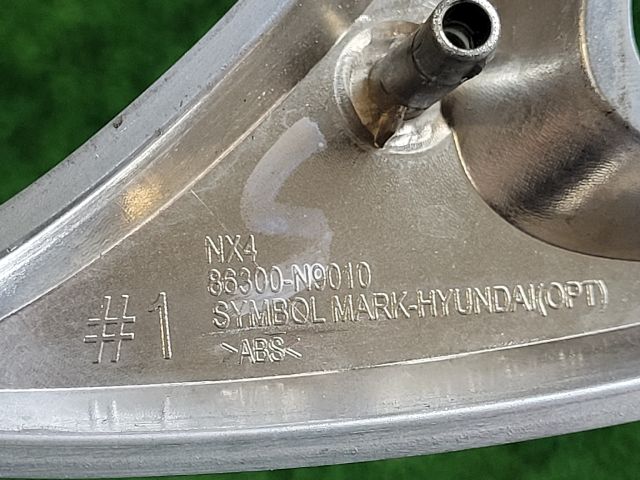 NX4
86300-N9010
#1
SYMBOL MARK-HYUNDAI(OPT)
>ABS<